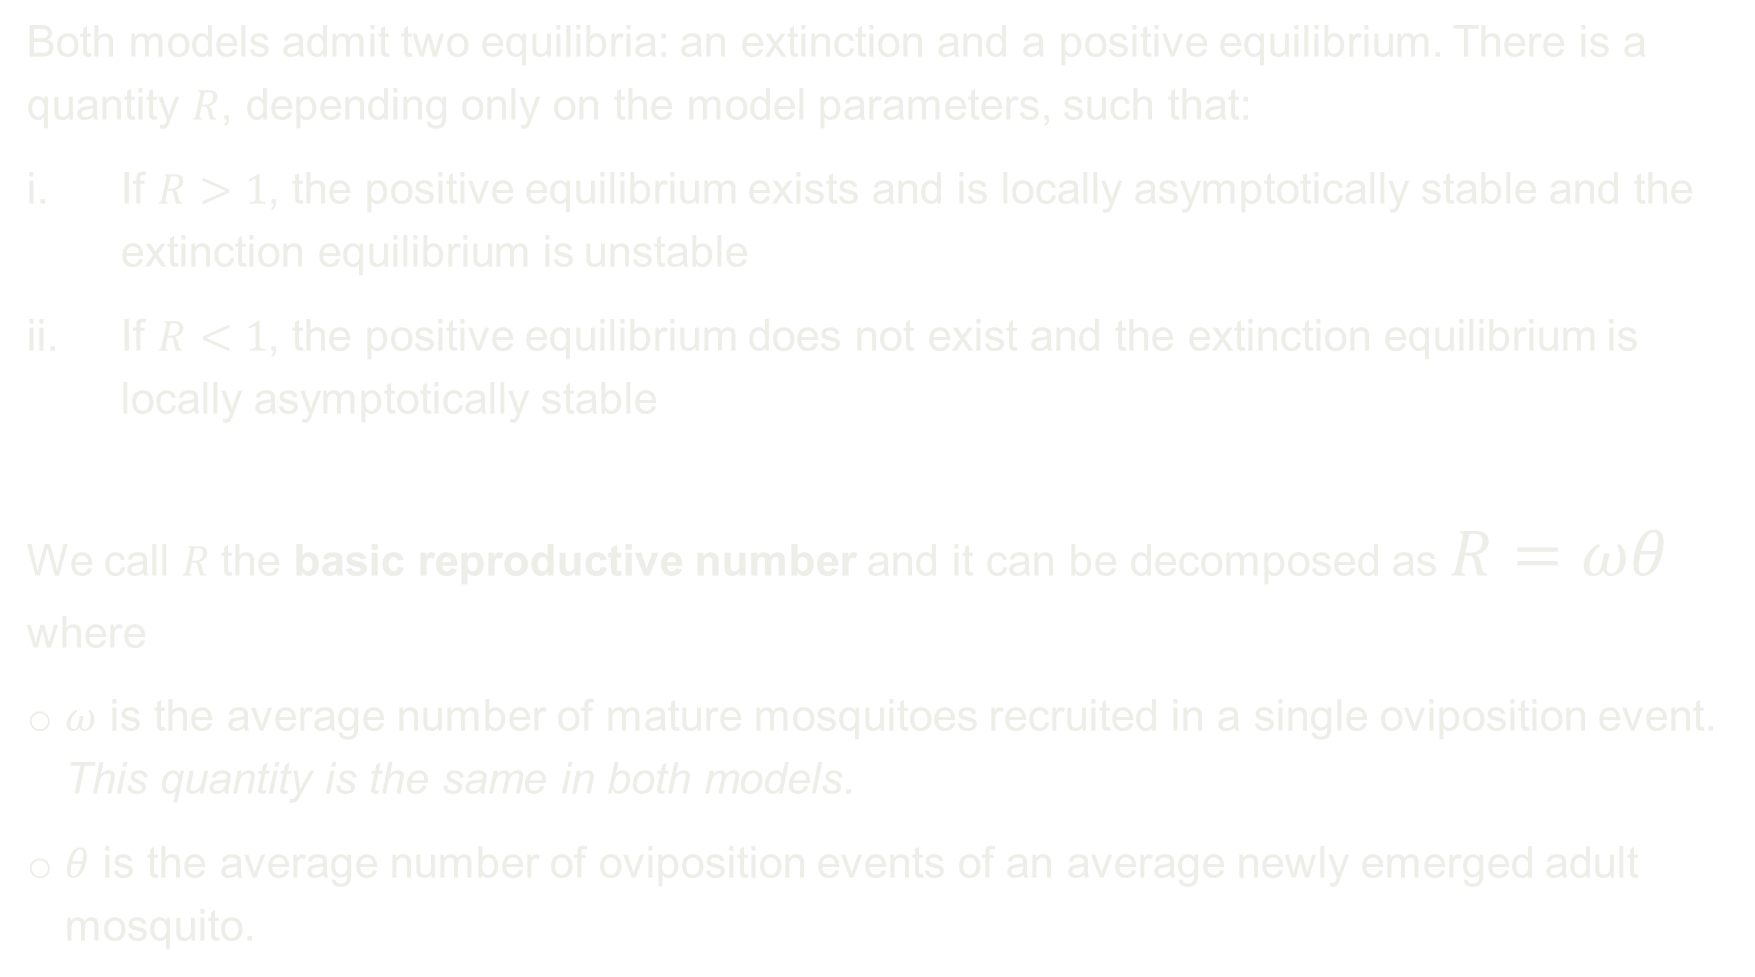 Both models admit two equilibria: an extinction and a positive equilibrium. There is a
quantity R, depending only on the model parameters, such that:
i. If R > 1, the positive equilibrium exists and is locally asymptotically stable and the
extinction equilibrium is unstable
ii. If R < 1, the positive equilibrium does not exist and the extinction equilibrium is
locally asymptotically stable
We call R the basic reproductive number and it can be decomposed as R = ωθ
where
○ ω is the average number of mature mosquitoes recruited in a single oviposition event.
This quantity is the same in both models.
○ θ is the average number of oviposition events of an average newly emerged adult
mosquito.